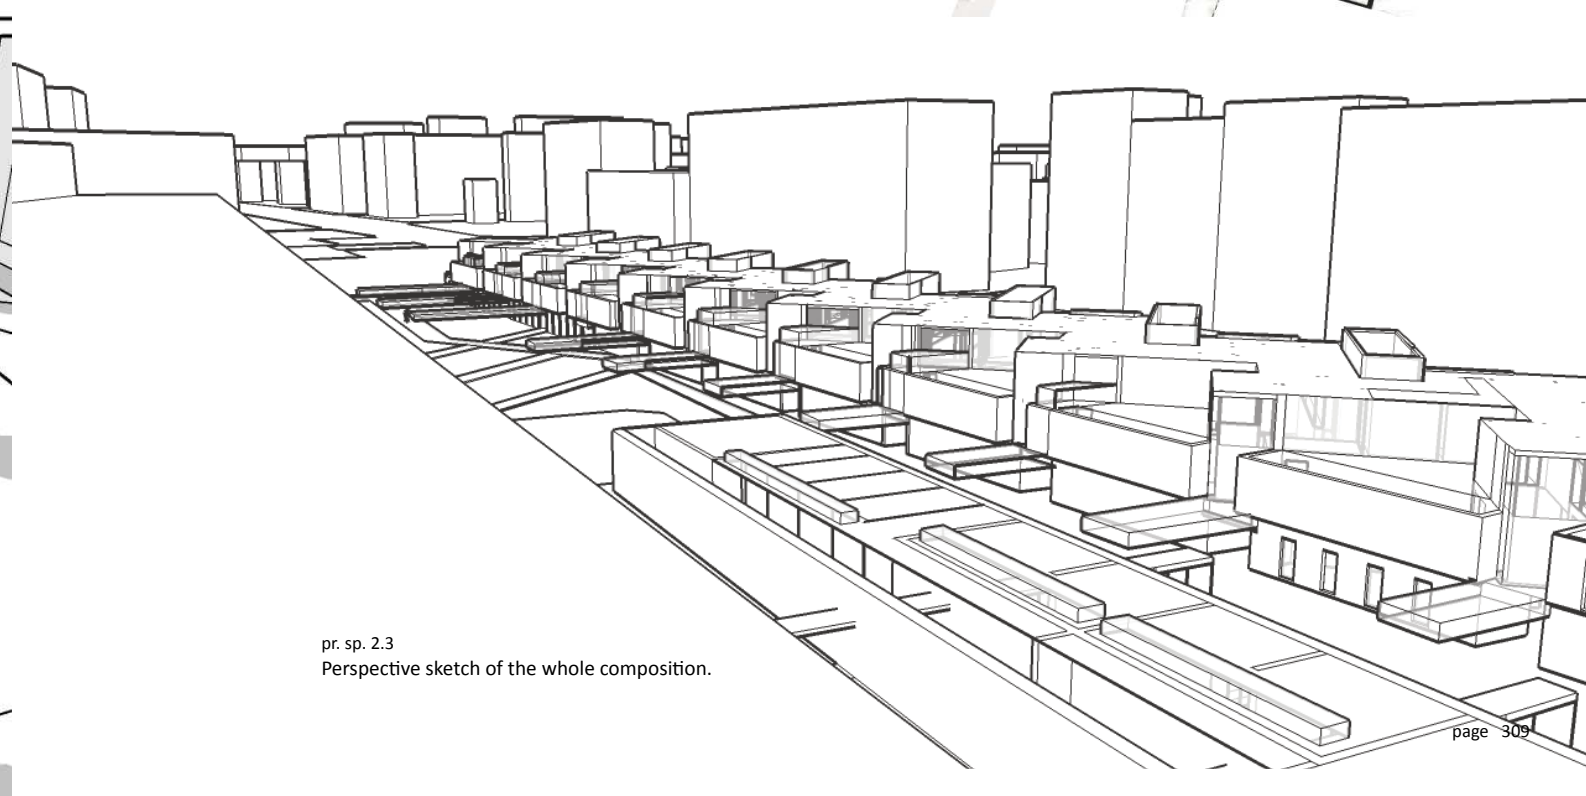 pr. sp. 2.3
Perspective sketch of the whole composition.
page 309